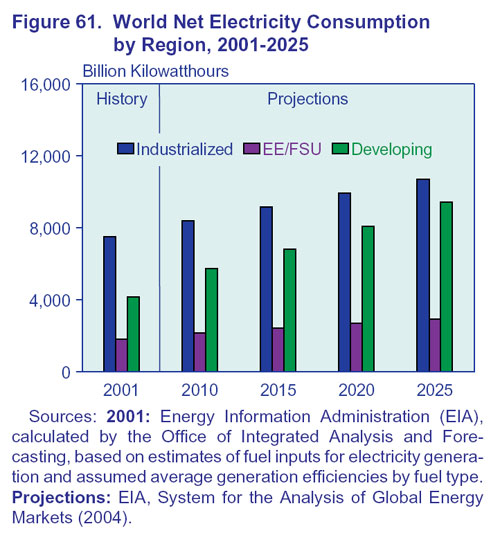 Figure 61. World Net Electricity Consumption
by Region, 2001-2025
Billion Kilowatthours
16,000
History
Projections
12,000
Industrialized EE/FSU Developing
8,000
4,000
0
2001 2010 2015 2020 2025
Sources: 2001: Energy Information Administration (EIA),
calculated by the Office of Integrated Analysis and Fore-
casting, based on estimates of fuel inputs for electricity genera-
tion and assumed average generation efficiencies by fuel type.
Projections: EIA, System for the Analysis of Global Energy
Markets (2004).